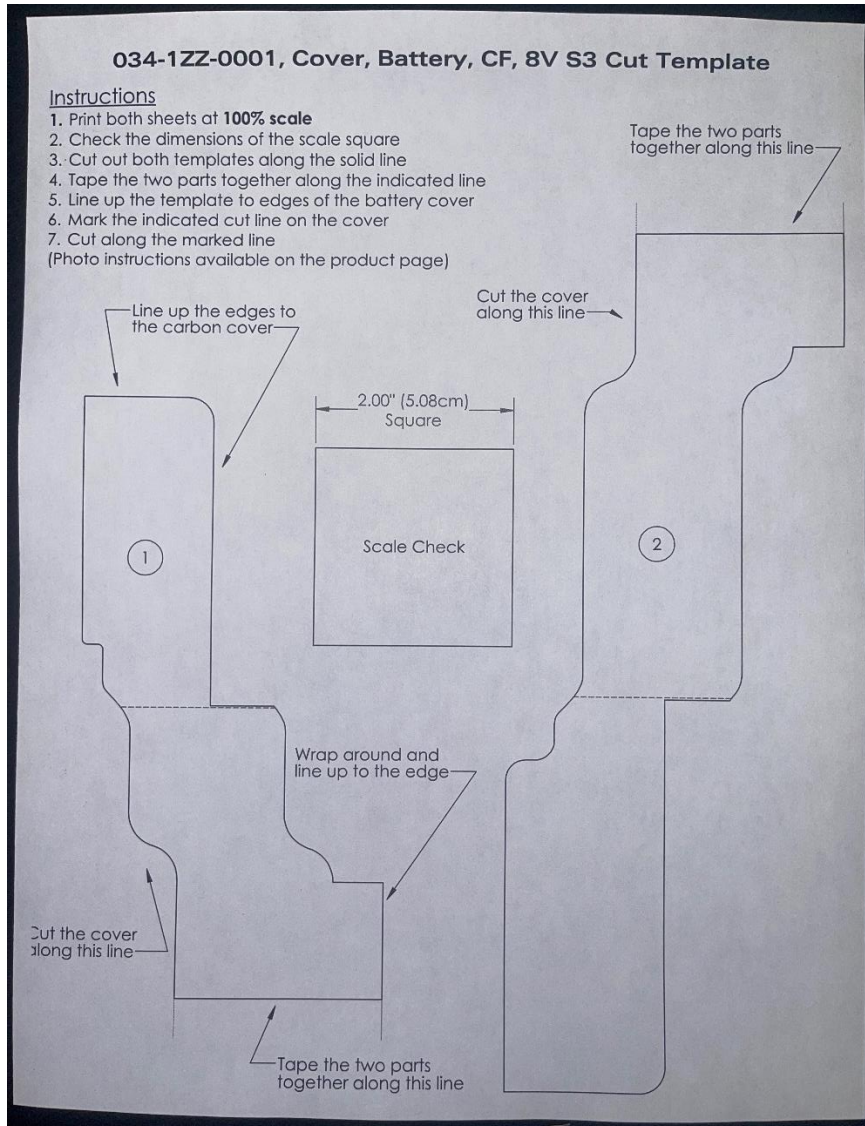 034-1ZZ-0001, Cover, Battery, CF, 8V S3 Cut Template
Instructions
1. Print both sheets at 100% scale
2. Check the dimensions of the scale square
3. Cut out both templates along the solid line
4. Tape the two parts together along the indicated line
5. Line up the template to edges of the battery cover
6. Mark the indicated cut line on the cover
7. Cut along the marked line
(Photo instructions available on the product page)
Tape the two parts
together along this line
Cut the cover
along this line
Line up the edges to
the carbon cover
2.00" (5.08cm)
Square
Scale Check
1
2
Wrap around and
line up to the edge
Cut the cover
along this line
Tape the two parts
together along this line